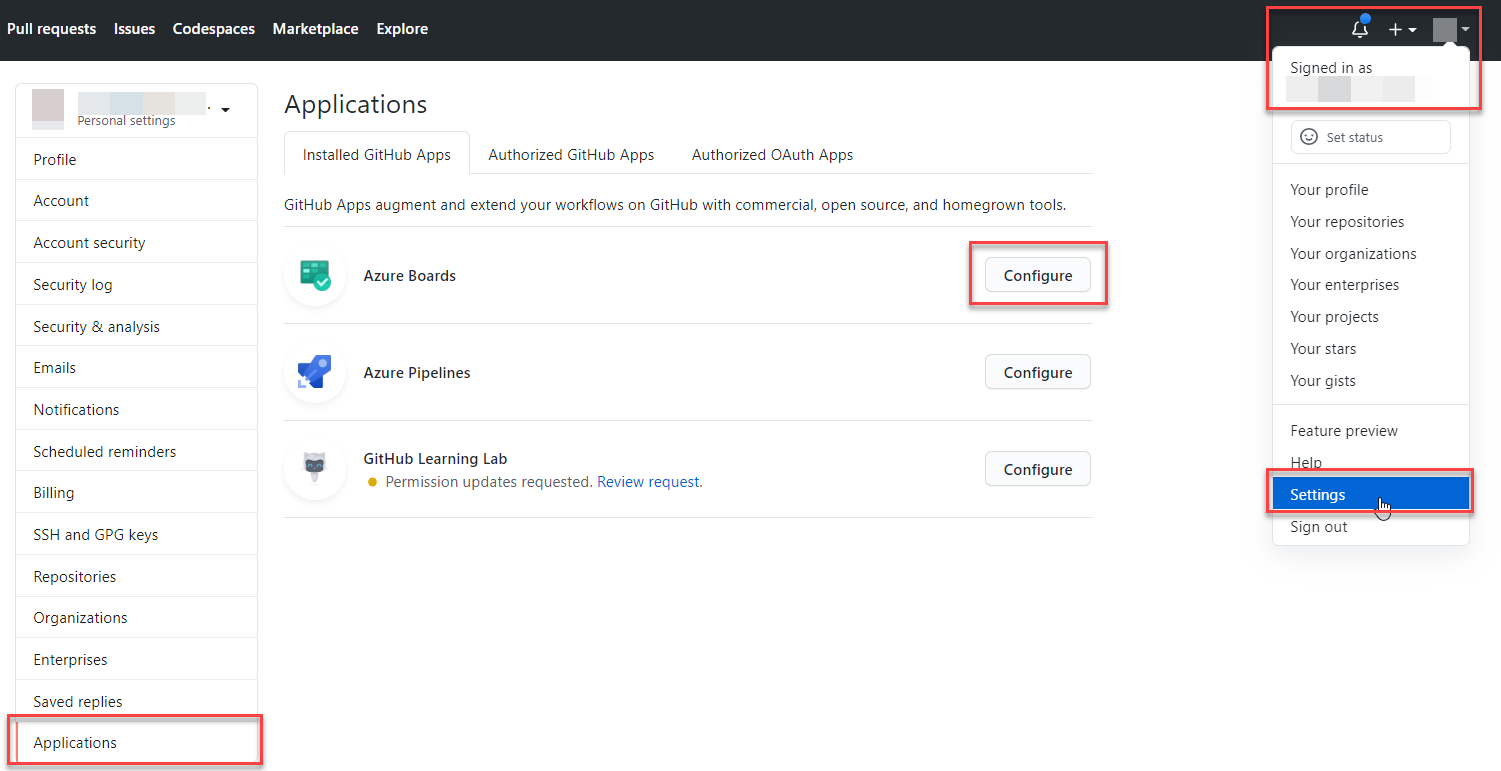 Pull requests Issues Codespaces Marketplace Explore
Signed in as
Set status
Your profile
Your repositories
Your organizations
Your enterprises
Your projects
Your stars
Your gists
Feature preview
Help
Settings
Sign out
Personal settings
Profile
Account
Account security
Security log
Security & analysis
Emails
Notifications
Scheduled reminders
Billing
SSH and GPG keys
Repositories
Organizations
Enterprises
Saved replies
Applications
Applications
Installed GitHub Apps Authorized GitHub Apps Authorized OAuth Apps
GitHub Apps augment and extend your workflows on GitHub with commercial, open source, and homegrown tools.
Azure Boards Configure
Azure Pipelines Configure
GitHub Learning Lab Configure
Permission updates requested. Review request.